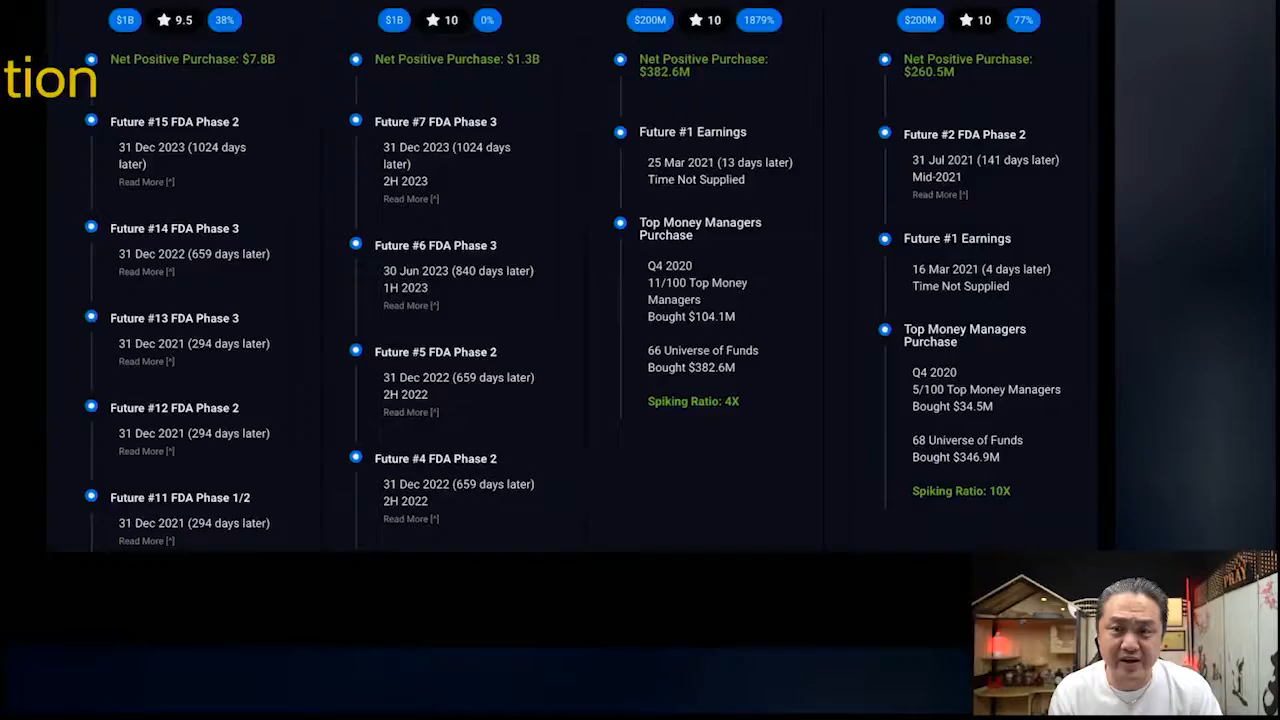 $1B
9.5
38%
$1B
10
0%
$200M
10
1879%
$200M
10
77%
tion
Net Positive Purchase: $7.8B
Future #15 FDA Phase 2
31 Dec 2023 (1024 days
later)
Read More [^]
Future #14 FDA Phase 3
31 Dec 2022 (659 days later)
Read More [^]
Future #13 FDA Phase 3
31 Dec 2021 (294 days later)
Read More [^]
Future #12 FDA Phase 2
31 Dec 2021 (294 days later)
Read More [^]
Future #11 FDA Phase 1/2
31 Dec 2021 (294 days later)
Read More [^]
Net Positive Purchase: $1.3B
Future #7 FDA Phase 3
31 Dec 2023 (1024 days
later)
2H 2023
Read More [^]
Future #6 FDA Phase 3
30 Jun 2023 (840 days later)
1H 2023
Read More [^]
Future #5 FDA Phase 2
31 Dec 2022 (659 days later)
2H 2022
Read More [^]
Future #4 FDA Phase 2
31 Dec 2022 (659 days later)
2H 2022
Read More [^]
Net Positive Purchase:
$382.6M
Future #1 Earnings
25 Mar 2021 (13 days later)
Time Not Supplied
Top Money Managers
Purchase
Q4 2020
11/100 Top Money
Managers
Bought $104.1M
66 Universe of Funds
Bought $382.6M
Spiking Ratio: 4X
Net Positive Purchase:
$260.5M
Future #2 FDA Phase 2
31 Jul 2021 (141 days later)
Mid-2021
Read More [^]
Future #1 Earnings
16 Mar 2021 (4 days later)
Time Not Supplied
Top Money Managers
Purchase
Q4 2020
5/100 Top Money Managers
Bought $34.5M
68 Universe of Funds
Bought $346.9M
Spiking Ratio: 10X
PRAY